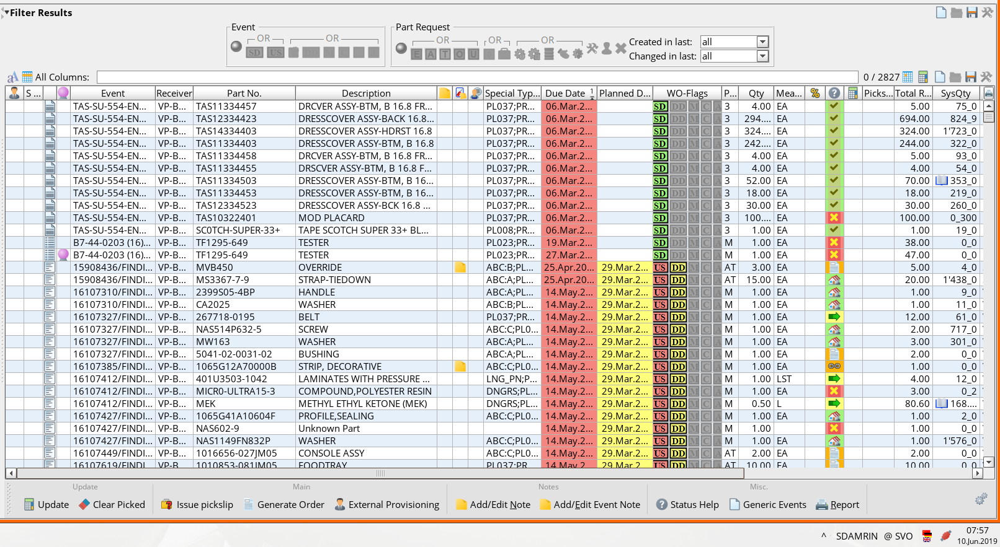 Filter Results
Event
OR OR
SD US DD M C
Part Request
OR OR OR
E A T O U P
Created in last: all
Changed in last: all
All Columns: 0 / 2827
S ... Event Receiver Part No. Description Special Typ... Due Date 1 Planned D... WO-Flags P... Qty Mea... % ? Picks... Total R... SysQty
TAS-SU-554-EN... VP-B... TAS11334457 DRCVER ASSY-BTM, B 16.8 FR... PL037;PR... 06.Mar.2... SD DD M C A 3 4.00 EA 5.00 75_0
TAS-SU-554-EN... VP-B... TAS12334423 DRESSCOVER ASSY-BACK 16.8... PL037;PR... 06.Mar.2... SD DD M C A 3 294.... EA 694.00 824_9
TAS-SU-554-EN... VP-B... TAS14334403 DRESSCOVER ASSY-HDRST 16.8 PL037;PR... 06.Mar.2... SD DD M C A 3 324.... EA 324.00 1'723_0
TAS-SU-554-EN... VP-B... TAS11334403 DRESSCOVER ASSY-BTM, B 16.8 PL037;PR... 06.Mar.2... SD DD M C A 3 242.... EA 244.00 322_0
TAS-SU-554-EN... VP-B... TAS11334458 DRCVER ASSY-BTM, B 16.8 FR... PL037;PR... 06.Mar.2... SD DD M C A 3 4.00 EA 5.00 93_0
TAS-SU-554-EN... VP-B... TAS11334455 DRSCVER ASSY-BTM, B 16.8 F... PL037;PR... 06.Mar.2... SD DD M C A 3 4.00 EA 4.00 54_0
TAS-SU-554-EN... VP-B... TAS11334503 DRESSCOVER ASSY-BTM, B 16... PL037;PR... 06.Mar.2... SD DD M C A 3 52.00 EA 70.00 353_0
TAS-SU-554-EN... VP-B... TAS11334453 DRESSCOVER ASSY-BTM, B 16... PL037;PR... 06.Mar.2... SD DD M C A 3 18.00 EA 18.00 219_0
TAS-SU-554-EN... VP-B... TAS12334523 DRESSCOVER ASSY-BCK 16.8 ... PL037;PR... 06.Mar.2... SD DD M C A 3 30.00 EA 30.00 260_0
TAS-SU-554-EN... VP-B... TAS10322401 MOD PLACARD PL037;PR... 06.Mar.2... SD DD M C A 3 100.... EA 100.00 0_300
TAS-SU-554-EN... VP-B... SC0TCH-SUPER-33+ TAPE SCOTCH SUPER 33+ BL... PL008;PR... 06.Mar.2... SD DD M C A 3 1.00 EA 1.00 19_0
B7-44-0203 (16)... VP-B... TF1295-649 TESTER PL023;PR... 19.Mar.2... SD DD M C A M 1.00 EA 38.00 0_0
B7-44-0203 (16)... VP-B... TF1295-649 TESTER PL023;PR... 27.Mar.2... SD DD M C A M 1.00 EA 47.00 0_0
15908436/FINDI... VP-B... MVB450 OVERRIDE ABC:B;PL... 25.Apr.20... 29.Mar.2... US DD M C A AT 3.00 EA 5.00 4_0
15908436/FINDI... VP-B... MS3367-7-9 STRAP-TIEDOWN ABC:A;PL... 25.Apr.20... 29.Mar.2... US DD M C A AT 15.00 EA 20.00 1'438_0
16107310/FINDI... VP-B... 2399S05-4BP HANDLE ABC:A;PL... 14.May.2... 29.Mar.2... US DD M C A M 1.00 EA 1.00 9_0
16107310/FINDI... VP-B... CA2025 WASHER ABC:B;PL... 14.May.2... 29.Mar.2... US DD M C A M 1.00 EA 1.00 11_0
16107327/FINDI... VP-B... 267718-0195 BELT PL037;PR... 14.May.2... 29.Mar.2... US DD M C A M 1.00 EA 12.00 61_0
16107327/FINDI... VP-B... NAS514P632-5 SCREW ABC:C;PL0... 14.May.2... 29.Mar.2... US DD M C A M 1.00 EA 2.00 717_0
16107327/FINDI... VP-B... MW163 WASHER ABC:A;PL... 14.May.2... 29.Mar.2... US DD M C A M 1.00 EA 3.00 301_0
16107327/FINDI... VP-B... 5041-02-0031-02 BUSHING ABC:A;PL... 14.May.2... 29.Mar.2... US DD M C A M 1.00 EA 2.00 0_0
16107385/FINDI... VP-B... 1065G12A70000B STRIP, DECORATIVE ABC:C;PL0... 14.May.2... 29.Mar.2... US DD M C A M 1.00 EA 1.00 0_0
16107412/FINDI... VP-B... 401U3503-1042 LAMINATES WITH PRESSURE ... LNG_PN;P... 14.May.2... 29.Mar.2... US DD M C A M 1.00 LST 4.00 12_0
16107412/FINDI... VP-B... MICR0-ULTRA15-3 COMPOUND,POLYESTER RESIN DNGRS;PL... 14.May.2... 29.Mar.2... US DD M C A M 1.00 EA 3.00 0_2
16107412/FINDI... VP-B... MEK METHYL ETHYL KETONE (MEK) DNGRS;PL... 14.May.2... 29.Mar.2... US DD M C A M 0.50 L 80.60 168....
16107427/FINDI... VP-B... 1065G41A10604F PROFILE,SEALING ABC:C;PL0... 14.May.2... 29.Mar.2... US DD M C A M 1.00 EA 1.00 2_0
16107427/FINDI... VP-B... NAS602-9 Unknown Part 14.May.2... 29.Mar.2... US DD M C A M 1.00 1.00 0_0
16107427/FINDI... VP-B... NAS1149FN832P WASHER ABC:C;PL0... 14.May.2... 29.Mar.2... US DD M C A M 1.00 EA 1.00 1'576_0
16107449/FINDI... VP-B... 1016656-027JM05 CONSOLE ASSY ABC:C;PL0... 14.May.2... 29.Mar.2... US DD M C A AT 2.00 EA 2.00 0_0
16107619/FINDI... VP-B... 1010853-081JM05 FOODTRAY PL037;PR... 14.May.2... 29.Mar.2... US DD M C A AT 10.00 EA 10.00 0_0
Update Main Notes Misc.
Update Clear Picked Issue pickslip Generate Order External Provisioning Add/Edit Note Add/Edit Event Note Status Help Generic Events Report
^ SDAMRIN @ SVO 07:57
10.Jun.2019